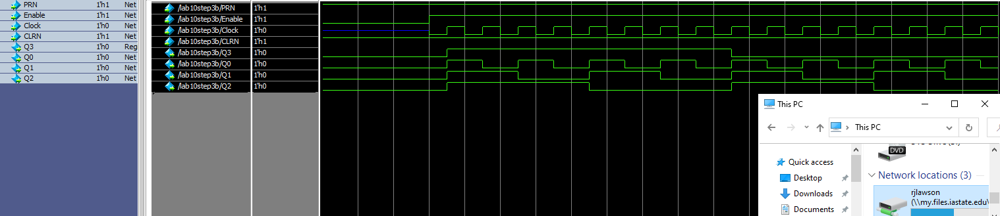 PRN 1'h1 Net
Enable 1'h1 Net
Clock 1'h0 Net
CLRN 1'h1 Net
Q3 1'h0 Reg
Q0 1'h0 Net
Q1 1'h0 Net
Q2 1'h0 Net
/lab10step3b/PRN 1'h1
/lab10step3b/Enable 1'h1
/lab10step3b/Clock 1'h0
/lab10step3b/CLRN 1'h1
/lab10step3b/Q3 1'h0
/lab10step3b/Q0 1'h0
/lab10step3b/Q1 1'h0
/lab10step3b/Q2 1'h0
This PC
This PC
Quick access
Desktop
Downloads
Documents
DVD
Network locations (3)
rjlawson
(\\my.files.iastate.edu\